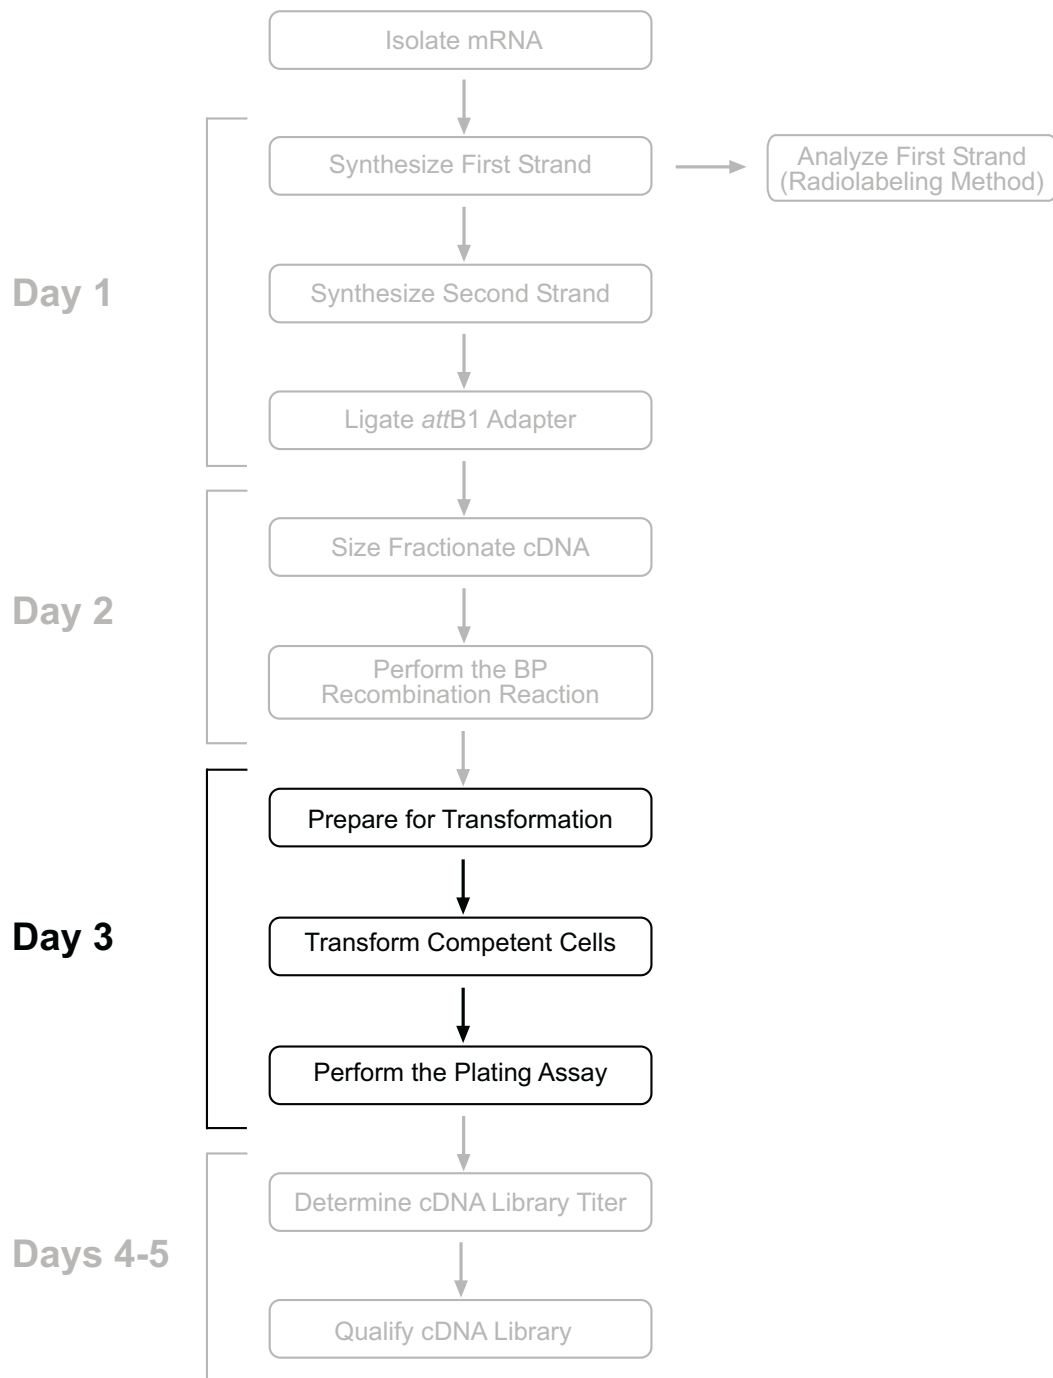 Isolate mRNA
Synthesize First Strand
Analyze First Strand
(Radiolabeling Method)
Day 1
Synthesize Second Strand
Ligate attB1 Adapter
Size Fractionate cDNA
Day 2
Perform the BP
Recombination Reaction
Prepare for Transformation
Day 3
Transform Competent Cells
Perform the Plating Assay
Determine cDNA Library Titer
Days 4-5
Qualify cDNA Library